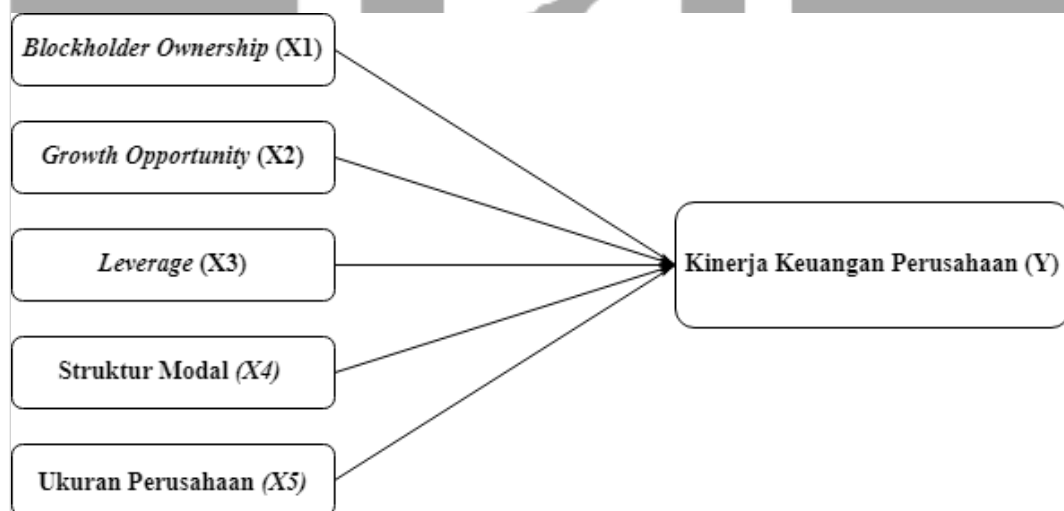 Blockholder Ownership (X1)
Growth Opportunity (X2)
Leverage (X3)
Struktur Modal (X4)
Ukuran Perusahaan (X5)
Kinerja Keuangan Perusahaan (Y)